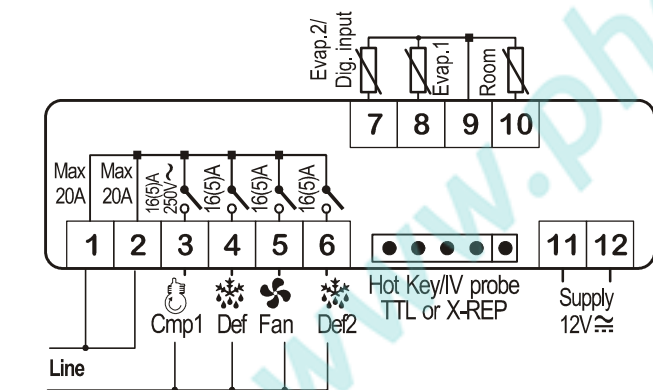 Evap.2/
Dig. input
Evap.1
Room
7 8 9 10
Max
20A
Max
20A
16(5)A
250V~
16(5)A
16(5)A
16(5)A
1 2 3 4 5 6
11 12
Cmp1 Def Fan Def2
Hot Key/IV probe
TTL or X-REP
Supply
12V≂
Line
www.ph